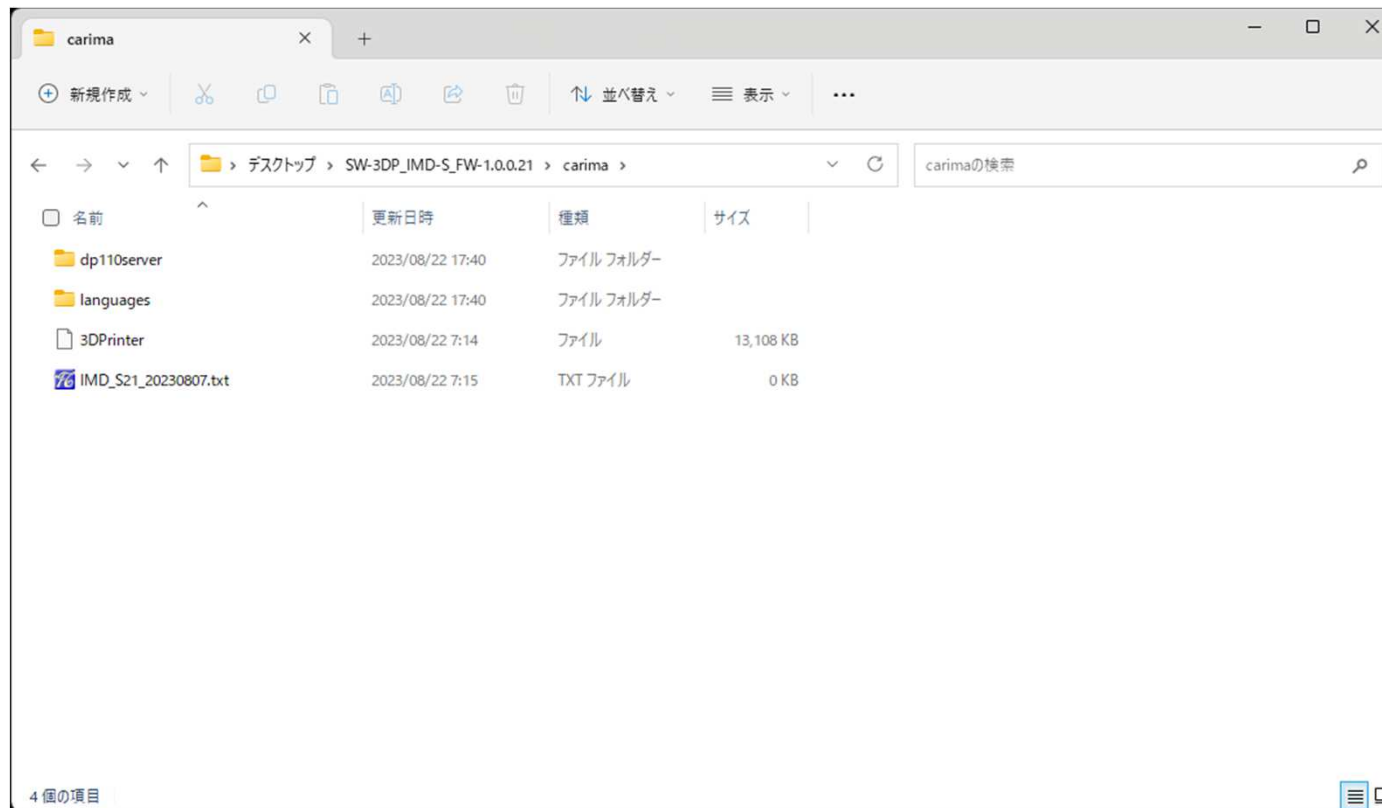 carima
新規作成
並べ替え
表示
デスクトップ > SW-3DP_IMD-S_FW-1.0.0.21 > carima >
carimaの検索
名前 更新日時 種類 サイズ
dp110server 2023/08/22 17:40 ファイル フォルダー
languages 2023/08/22 17:40 ファイル フォルダー
3DPrinter 2023/08/22 7:14 ファイル 13,108 KB
IMD_S21_20230807.txt 2023/08/22 7:15 TXT ファイル 0 KB
4 個の項目